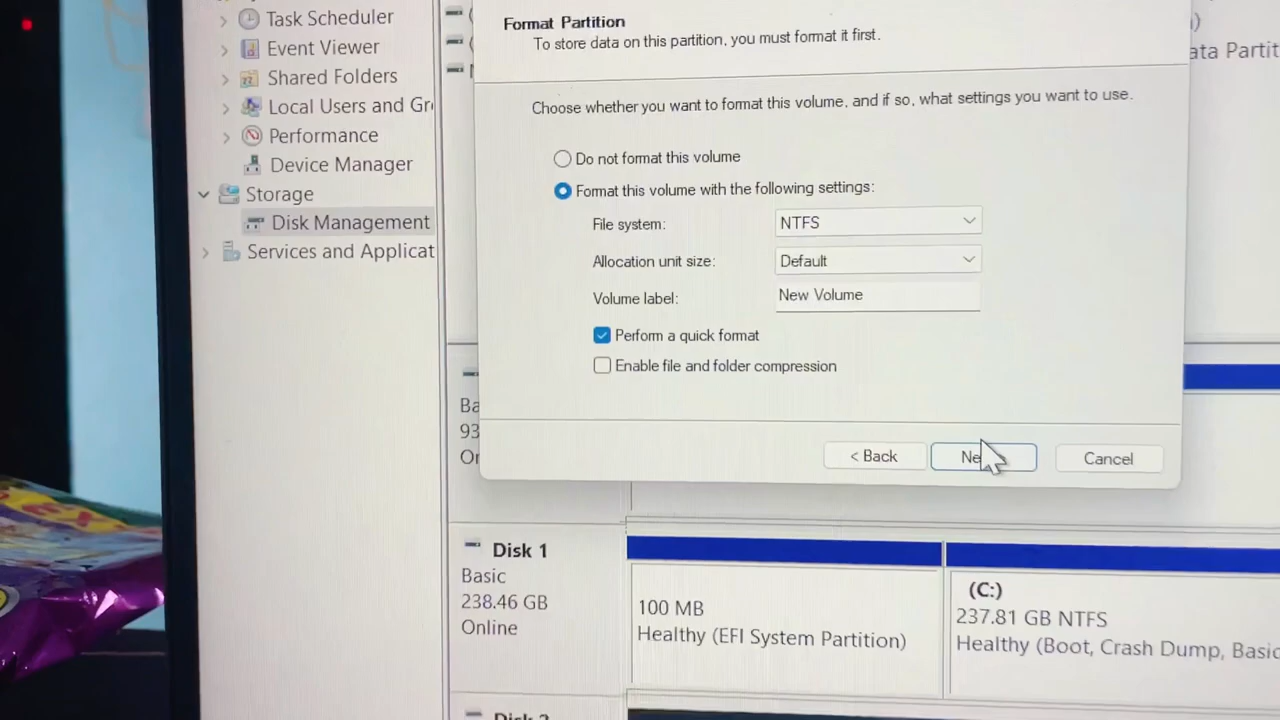 Task Scheduler
Event Viewer
Shared Folders
Local Users and Gr
Performance
Device Manager
Storage
Disk Management
Services and Applicat
Format Partition
To store data on this partition, you must format it first.
Choose whether you want to format this volume, and if so, what settings you want to use.
Do not format this volume
Format this volume with the following settings:
File system: NTFS
Allocation unit size: Default
Volume label: New Volume
Perform a quick format
Enable file and folder compression
< Back Ne Cancel
ata Partit
Ba
93
On
Disk 1
Basic
238.46 GB
Online
100 MB
Healthy (EFI System Partition)
(C:)
237.81 GB NTFS
Healthy (Boot, Crash Dump, Basic